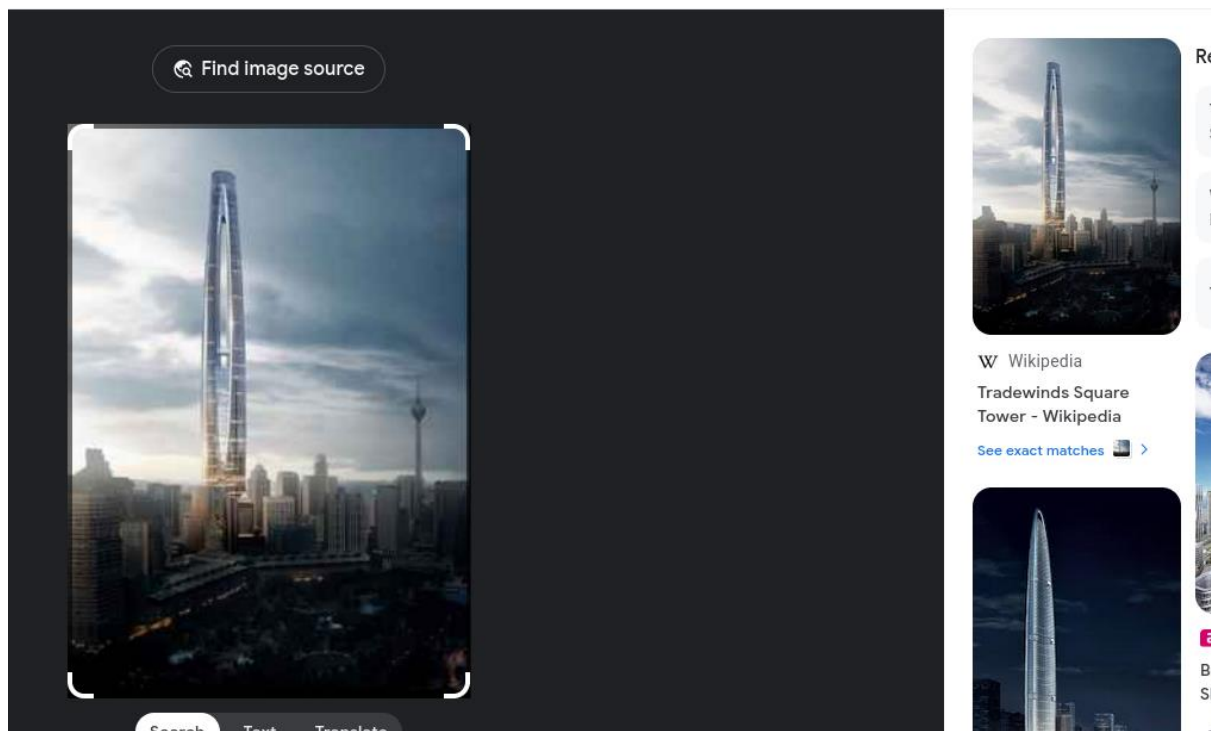 Find image source
Wikipedia
Tradewinds Square
Tower - Wikipedia
See exact matches
Search Text Translate